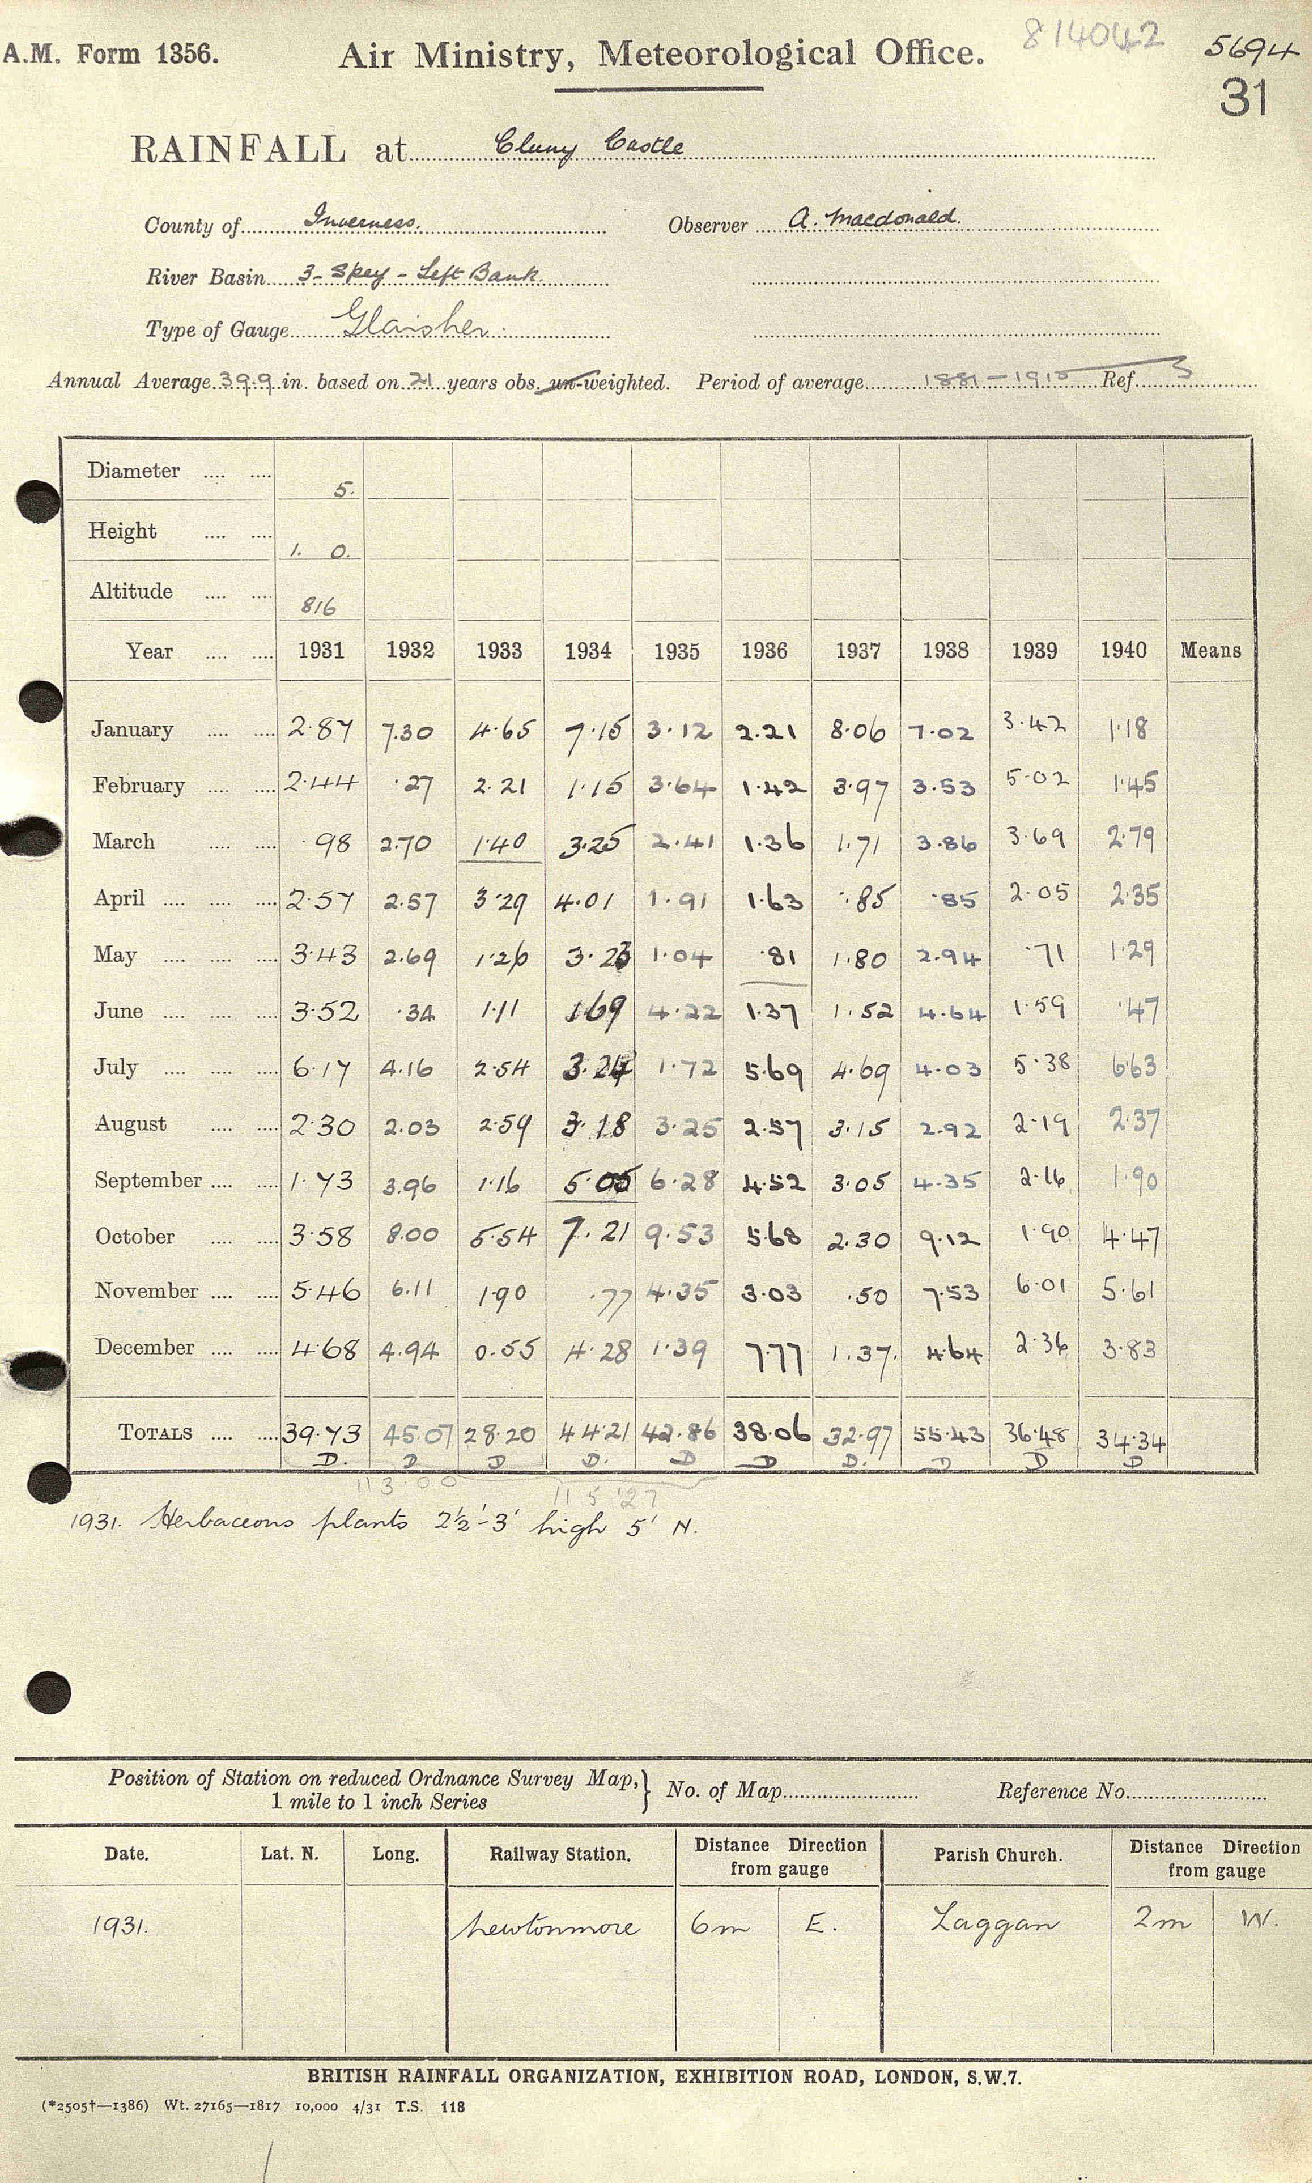 814042
5694
A.M. Form 1356. Air Ministry, Meteorological Office.
31
RAINFALL at Cluny Castle
County of Inverness. Observer A. Macdonald.
River Basin 3 - Spey - Left Bank
Type of Gauge Glaisher.
Annual Average 39.9 in. based on 21 years obs. un-weighted. Period of average 1881-1915 Ref. 3
Diameter .... .... 5.
Height .... .... 1. 0.
Altitude .... .... 816
Year .... .... 1931 1932 1933 1934 1935 1936 1937 1938 1939 1940 Means
January .... .... 2.87 7.30 4.65 7.15 3.12 2.21 8.06 7.02 3.42 1.18
February .... .... 2.44 .27 2.21 1.15 3.64 1.42 3.97 3.53 5.02 1.45
March .... .... .98 2.70 1.40 3.25 2.41 1.36 1.71 3.86 3.69 2.79
April .... .... .... 2.57 2.57 3.29 4.01 1.91 1.63 .85 .85 2.05 2.35
May .... .... .... 3.43 2.69 1.26 3.23 1.04 .81 1.80 2.94 .71 1.29
June .... .... .... 3.52 .34 1.11 1.69 4.22 1.37 1.52 4.64 1.59 .47
July .... .... .... 6.17 4.16 2.54 3.24 1.72 5.69 4.69 4.03 5.38 6.63
August .... .... 2.30 2.03 2.59 3.18 3.25 2.57 3.15 2.92 2.19 2.37
September .... .... 1.73 3.96 1.16 5.05 6.28 4.52 3.05 4.35 2.16 1.90
October .... .... 3.58 8.00 5.54 7.21 9.53 5.68 2.30 9.12 1.90 4.47
November .... .... 5.46 6.11 1.90 .77 4.35 3.03 .50 7.53 6.01 5.61
December .... .... 4.68 4.94 0.55 4.28 1.39 7.77 1.37. 4.64 2.36 3.83
TOTALS .... .... 39.73 45.07 28.20 44.21 42.86 38.06 32.97 55.43 36.48 34.34
D. D D D. D D D. D D D
113.00 115.27
1931. Herbaceous plants 2½'-3' high 5' N.
Position of Station on reduced Ordnance Survey Map, 1 mile to 1 inch Series } No. of Map Reference No.
Date. Lat. N. Long. Railway Station. Distance Direction from gauge Parish Church. Distance Direction from gauge
1931. Newtonmore 6m E. Laggan 2m W.
BRITISH RAINFALL ORGANIZATION, EXHIBITION ROAD, LONDON, S.W.7.
(*2505†—1386) Wt. 27165—1817 10,000 4/31 T.S. 118